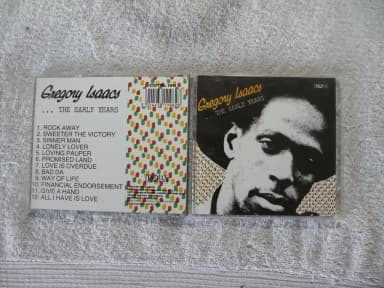 Gregory Isaacs
... THE EARLY YEARS
1. ROCK AWAY
2. SWEETER THE VICTORY
3. SINNER MAN
4. LONELY LOVER
5. LOVING PAUPER
6. PROMISED LAND
7. LOVE IS OVERDUE
8. BAD DA
9. WAY OF LIFE
10. FINANCIAL ENDORSEMENT
11. GIVE A HAND
12. ALL I HAVE IS LOVE
Gregory Isaacs
... THE EARLY YEARS